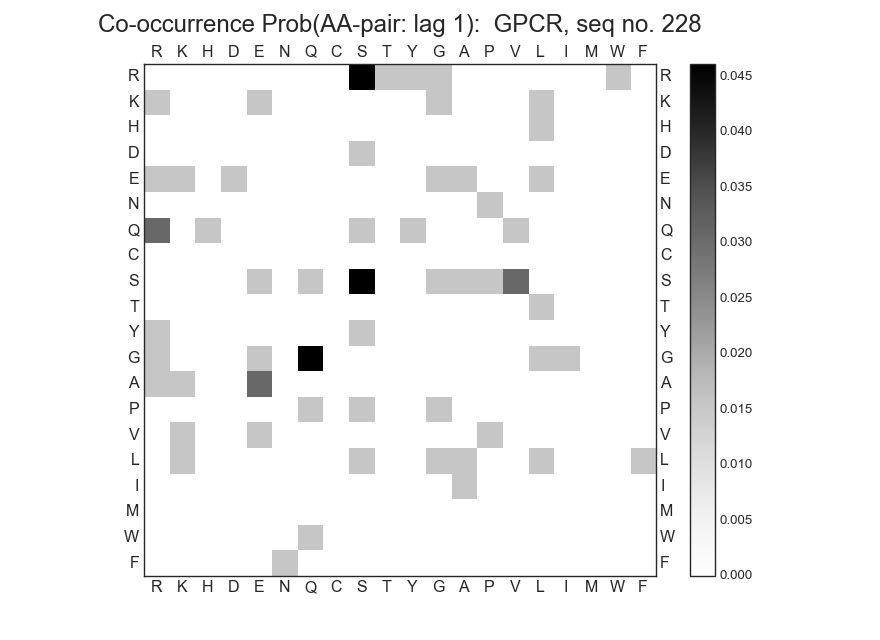 Co-occurrence Prob(AA-pair: lag 1):  GPCR, seq no. 228
R K H D E N Q C S T Y G A P V L I M W F
R R 0.045
K K
H H 0.040
D D
E E 0.035
N N
Q Q 0.030
C C
S S
T T 0.025
Y Y
G G 0.020
A A
P P 0.015
V V
L L 0.010
I I
M M 0.005
W W
F F 0.000
R K H D E N Q C S T Y G A P V L I M W F